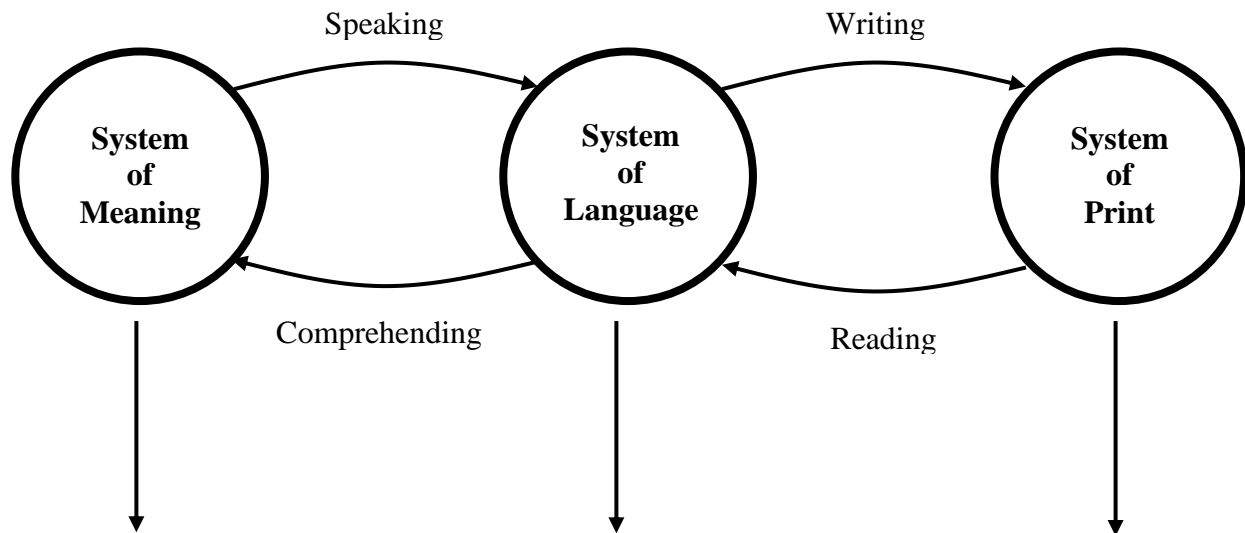 Speaking
Writing
System
of
Meaning
System
of
Language
System
of
Print
Comprehending
Reading